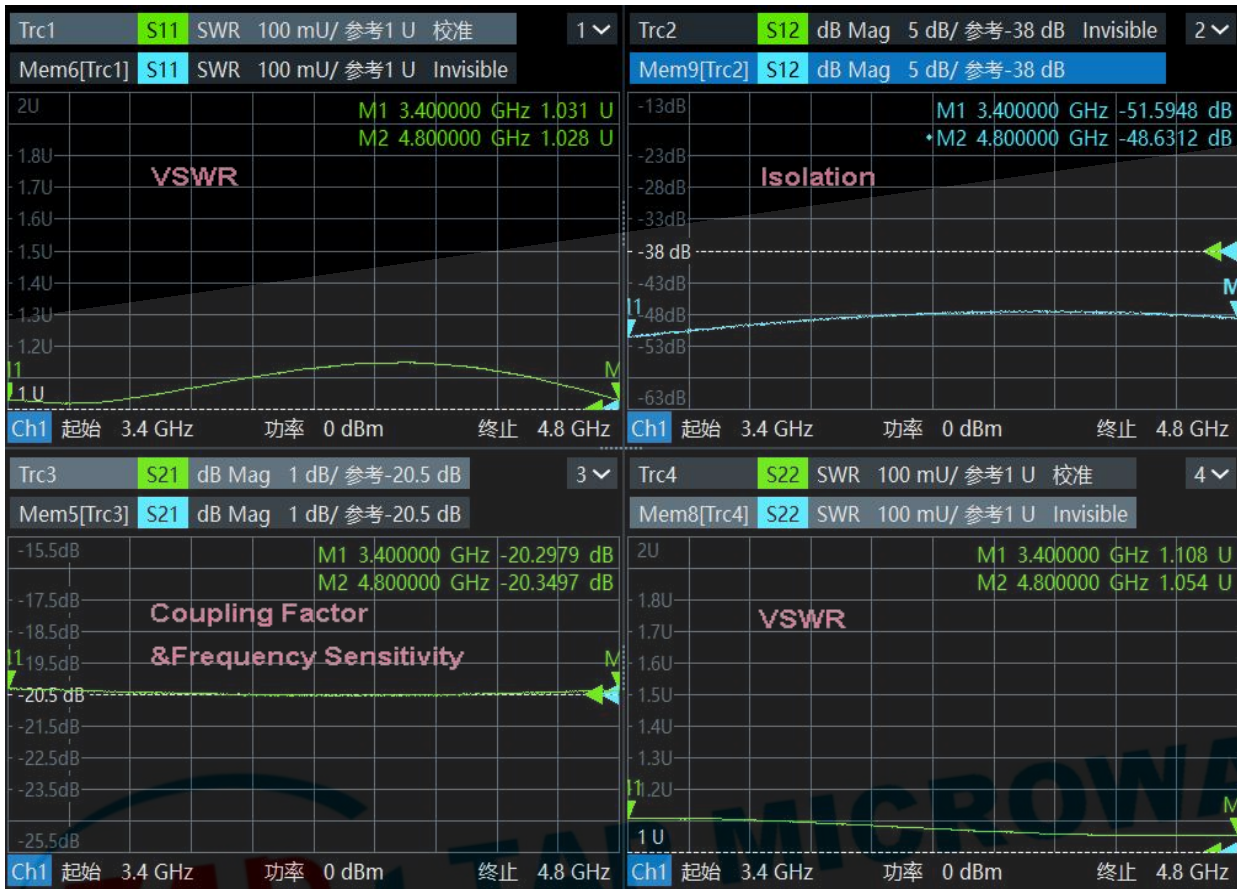 Trc1 S11 SWR 100 mU/ 参考1 U 校准 1
Mem6[Trc1] S11 SWR 100 mU/ 参考1 U Invisible
2U
M1 3.400000 GHz 1.031 U
M2 4.800000 GHz 1.028 U
1.8U
VSWR
1.7U
1.6U
1.5U
1.4U
1.3U
1.2U
1 U
Ch1 起始 3.4 GHz 功率 0 dBm 终止 4.8 GHz
Trc2 S12 dB Mag 5 dB/ 参考-38 dB Invisible 2
Mem9[Trc2] S12 dB Mag 5 dB/ 参考-38 dB
-13dB
M1 3.400000 GHz -51.5948 dB
•M2 4.800000 GHz -48.6312 dB
-23dB
Isolation
-28dB
-33dB
-38 dB
-43dB
M
-48dB
-53dB
-63dB
Ch1 起始 3.4 GHz 功率 0 dBm 终止 4.8 GHz
Trc3 S21 dB Mag 1 dB/ 参考-20.5 dB 3
Mem5[Trc3] S21 dB Mag 1 dB/ 参考-20.5 dB
-15.5dB
M1 3.400000 GHz -20.2979 dB
M2 4.800000 GHz -20.3497 dB
-17.5dB
Coupling Factor
-18.5dB
&Frequency Sensitivity
-19.5dB
-20.5 dB
-21.5dB
-22.5dB
-23.5dB
-25.5dB
Ch1 起始 3.4 GHz 功率 0 dBm 终止 4.8 GHz
Trc4 S22 SWR 100 mU/ 参考1 U 校准 4
Mem8[Trc4] S22 SWR 100 mU/ 参考1 U Invisible
2U
M1 3.400000 GHz 1.108 U
M2 4.800000 GHz 1.054 U
1.8U
VSWR
1.7U
1.6U
1.5U
1.4U
1.3U
1.2U
1 U
Ch1 起始 3.4 GHz 功率 0 dBm 终止 4.8 GHz